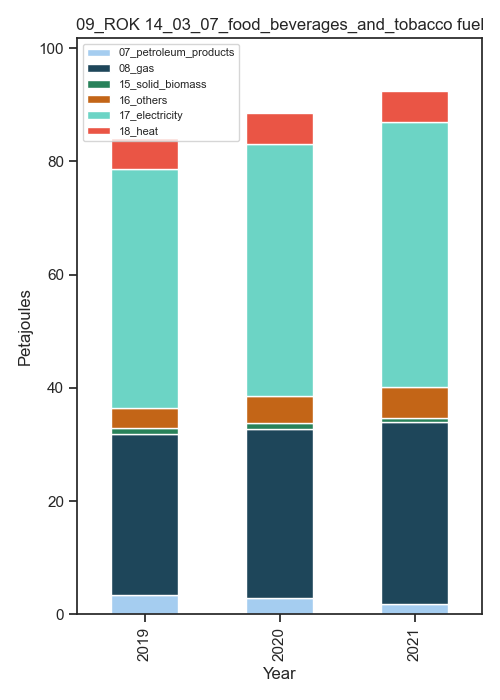 09_ROK 14_03_07_food_beverages_and_tobacco fuel
07_petroleum_products
08_gas
15_solid_biomass
16_others
17_electricity
18_heat
100
80
60
40
20
0
Petajoules
2019
2020
2021
Year